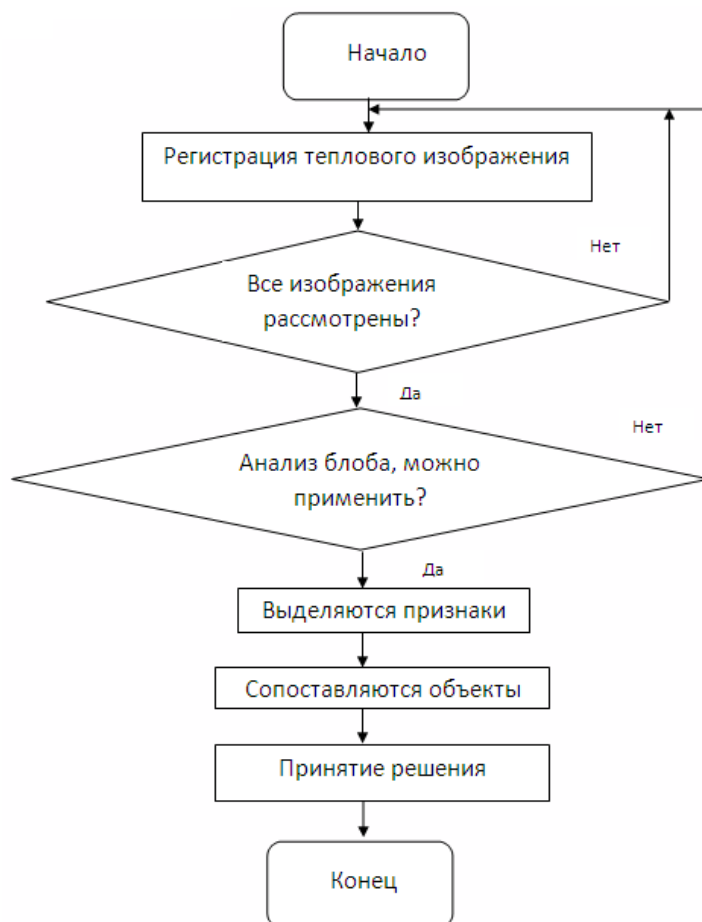 Начало
Регистрация теплового изображения
Нет
Все изображения
рассмотрены?
Да
Нет
Анализ блоба, можно
применить?
Да
Выделяются признаки
Сопоставляются объекты
Принятие решения
Конец